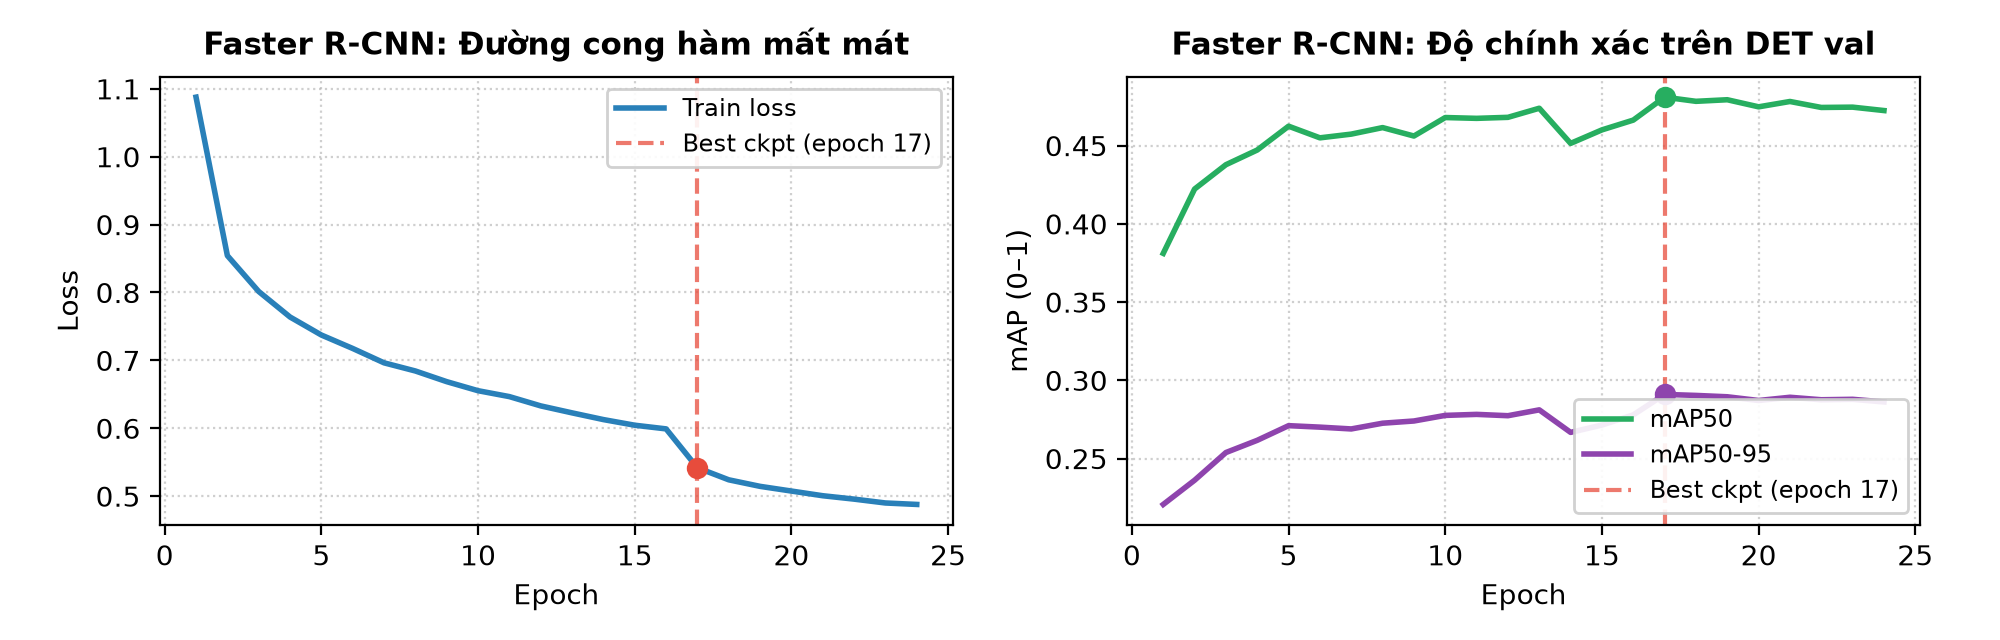 Faster R-CNN: Đường cong hàm mất mát
1.1
1.0
0.9
0.8
0.7
0.6
0.5
Loss
Train loss
Best ckpt (epoch 17)
0
5
10
15
20
25
Epoch
Faster R-CNN: Độ chính xác trên DET val
0.45
0.40
0.35
0.30
0.25
mAP (0–1)
mAP50
mAP50-95
Best ckpt (epoch 17)
0
5
10
15
20
25
Epoch